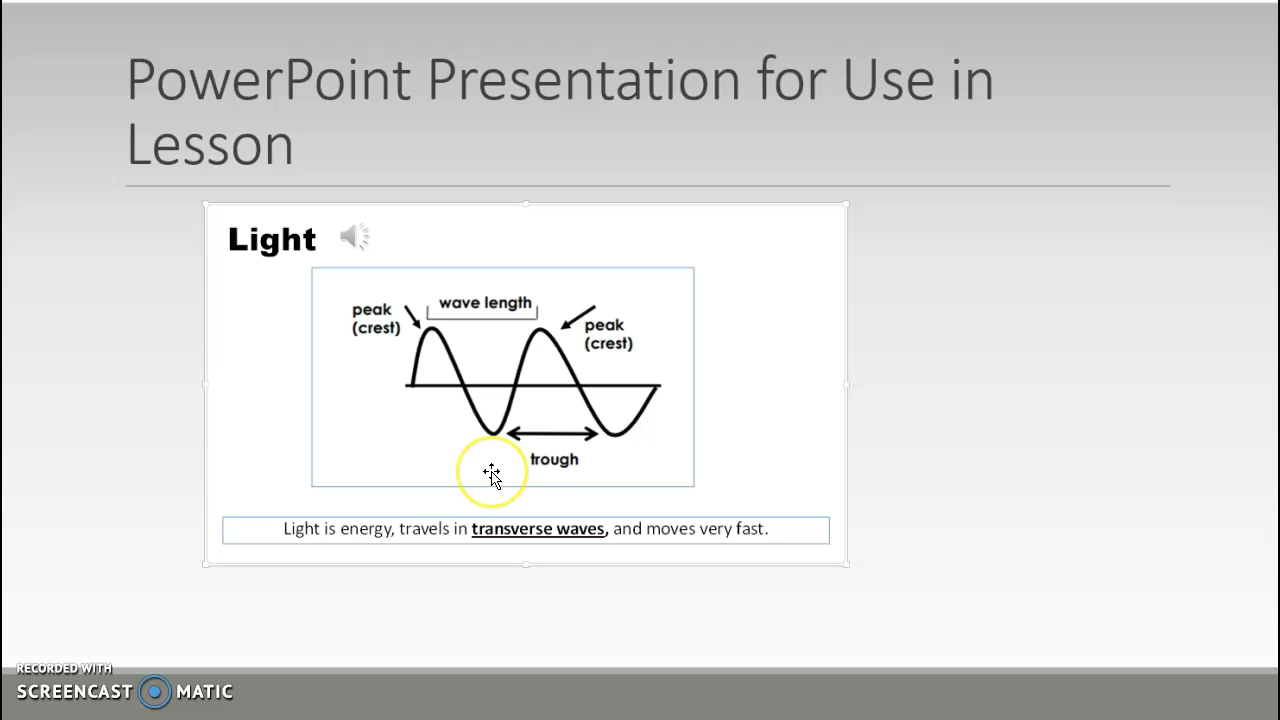 PowerPoint Presentation for Use in
Lesson
Light
wave length
peak
(crest)
peak
(crest)
trough
Light is energy, travels in transverse waves, and moves very fast.
RECORDED WITH
SCREENCAST MATIC